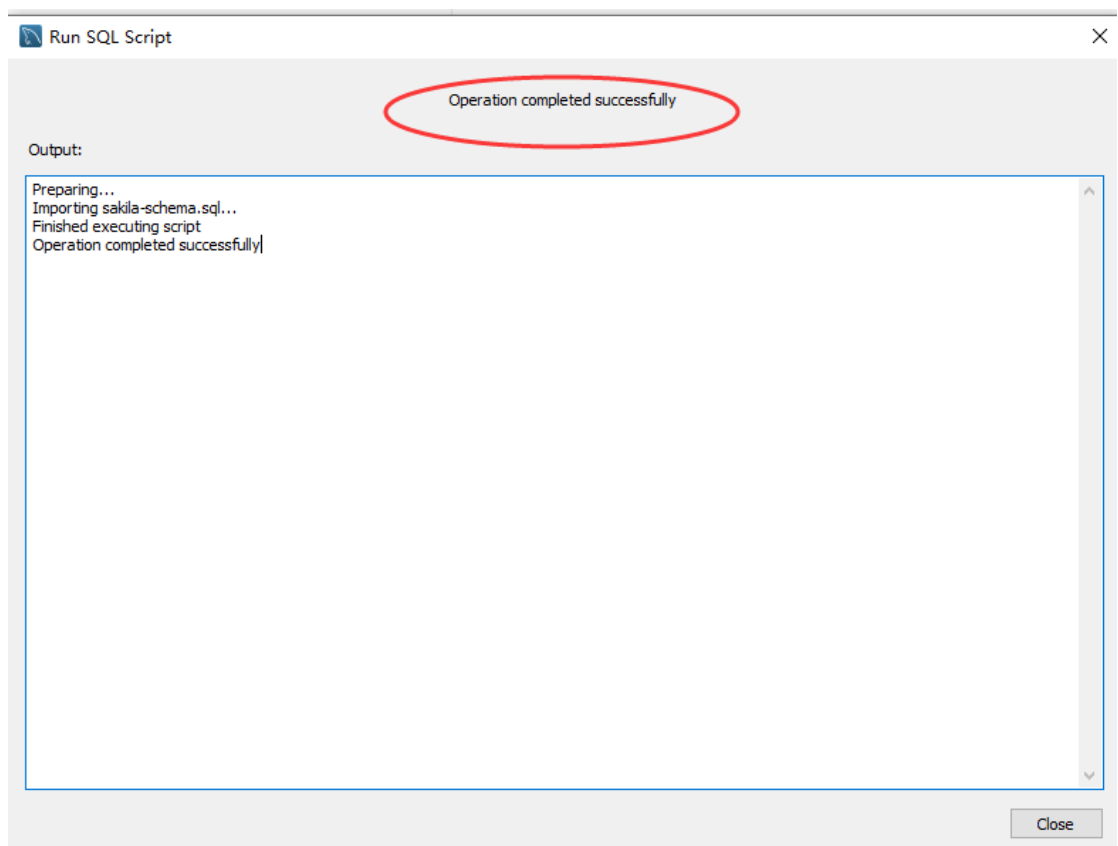 Run SQL Script
Operation completed successfully
Output:
Preparing...
Importing sakila-schema.sql...
Finished executing script
Operation completed successfully
Close